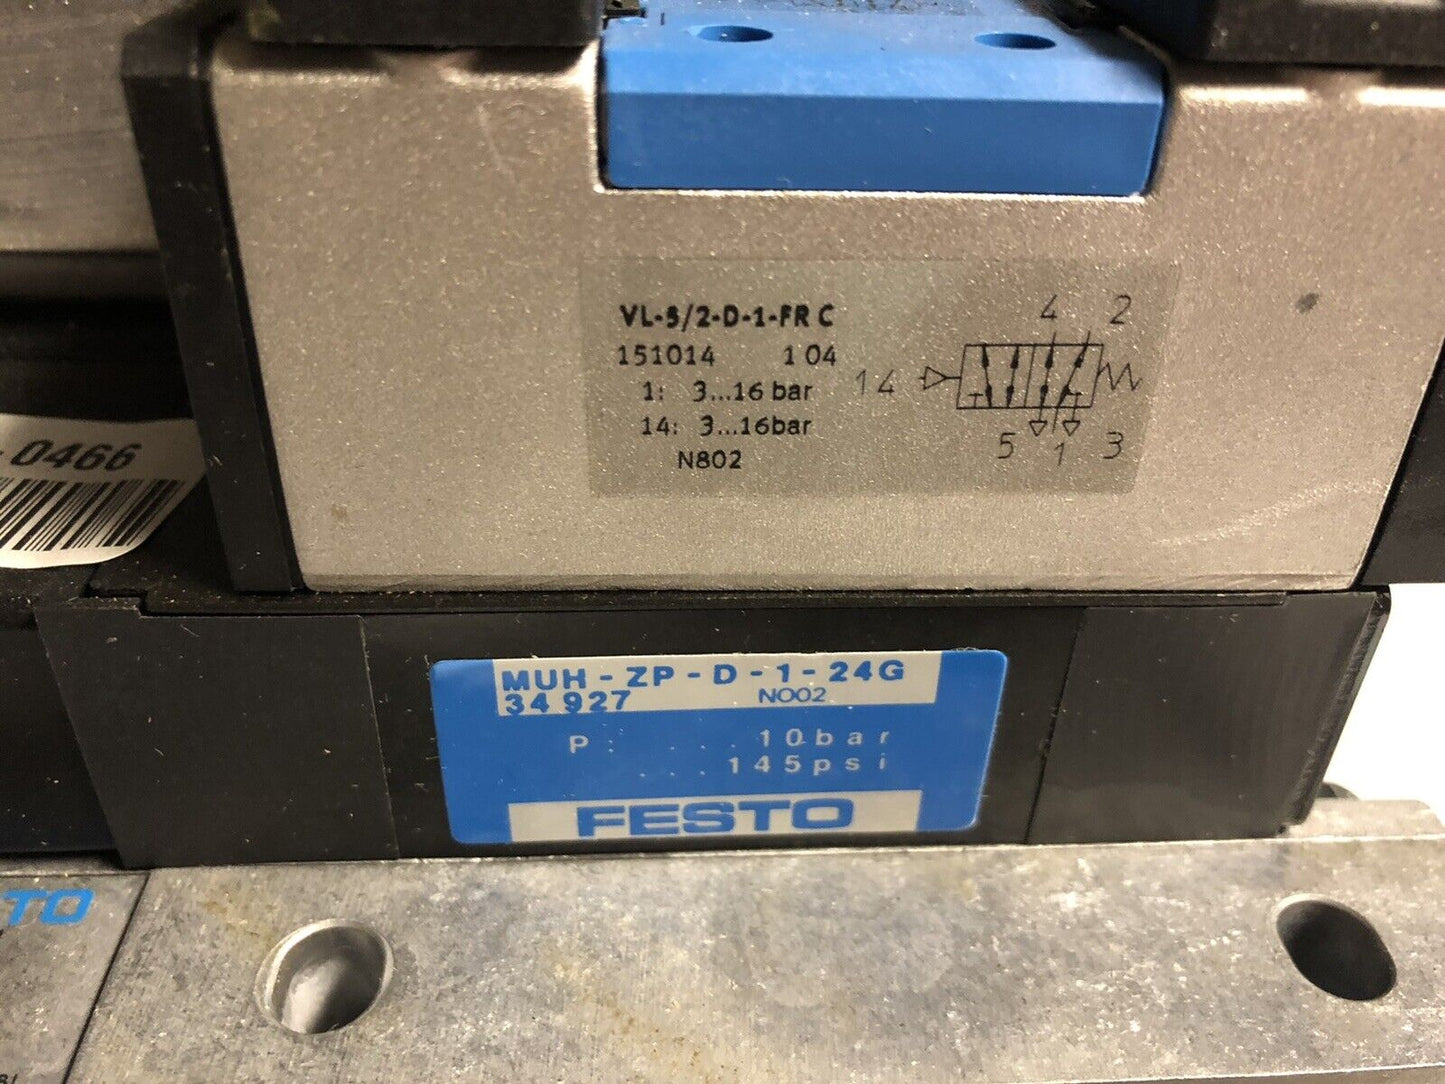 VL-5/2-D-1-FR C
151014 1 04
1: 3...16 bar
14: 3...16bar
N802
4 2
14
5 1 3
- 0466
MUH-ZP-D-1-24G
34 927 NO02
P: ...10bar
...145psi
FESTO
TO